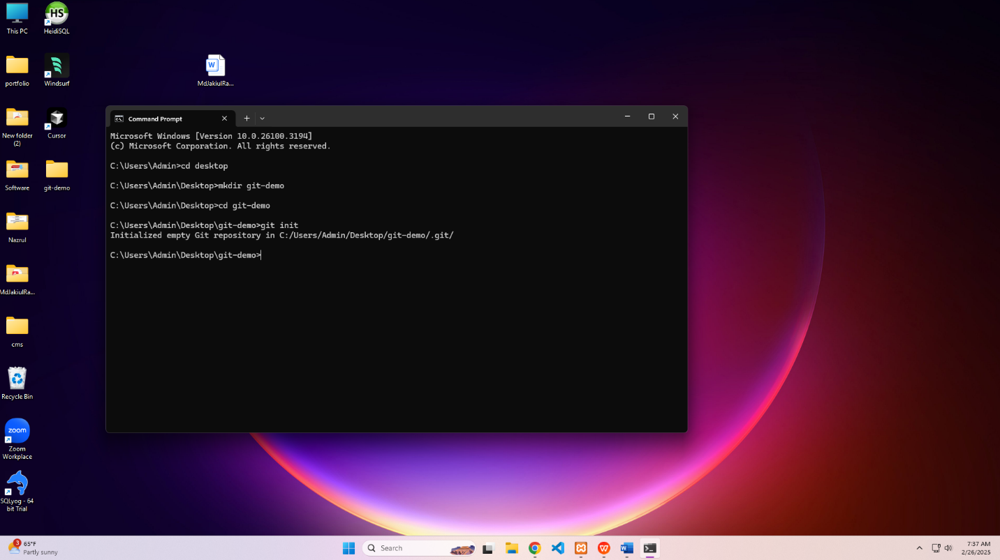 This PC
HS
HeidiSQL
portfolio
Windsurf
W
MdJakiulRa...
New folder
(2)
Cursor
Software
git-demo
Nazrul
MdJakiulRa...
cms
Recycle Bin
zoom
Zoom
Workplace
SQLyog - 64
bit Trial
Command Prompt
Microsoft Windows [Version 10.0.26100.3194]
(c) Microsoft Corporation. All rights reserved.
C:\Users\Admin>cd desktop
C:\Users\Admin\Desktop>mkdir git-demo
C:\Users\Admin\Desktop>cd git-demo
C:\Users\Admin\Desktop\git-demo>git init
Initialized empty Git repository in C:/Users/Admin/Desktop/git-demo/.git/
C:\Users\Admin\Desktop\git-demo>
3
65°F
Partly sunny
Search
W
W
7:37 AM
2/26/2025